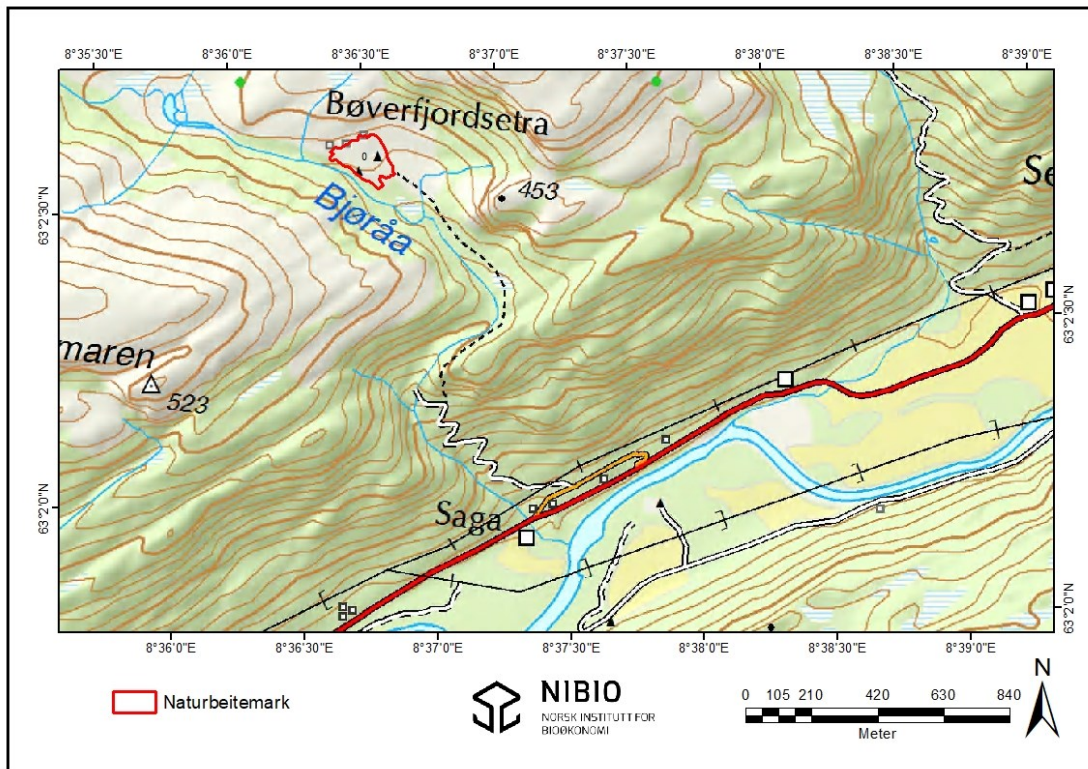 8°35'30"E 8°36'0"E 8°36'30"E 8°37'0"E 8°37'30"E 8°38'0"E 8°38'30"E 8°39'0"E
Bøverfjordsetra
Se
453
63°2'30"N
Bjøråa
63°2'30"N
maren
523
Saga
63°2'0"N
63°2'0"N
8°36'0"E 8°36'30"E 8°37'0"E 8°37'30"E 8°38'0"E 8°38'30"E 8°39'0"E
Naturbeitemark
NIBIO
NORSK INSTITUTT FOR
BIOØKONOMI
0 105 210 420 630 840
Meter
N